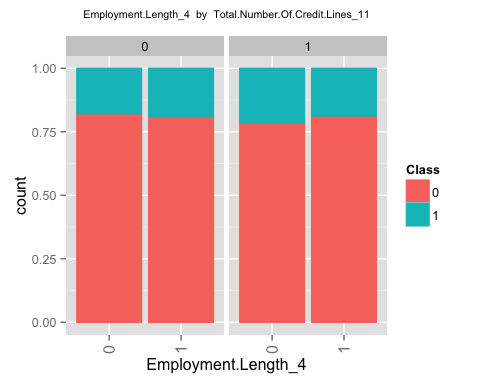 Employment.Length_4 by Total.Number.Of.Credit.Lines_11
0 1
1.00
0.75
0.50
0.25
0.00
count
0 1 0 1
Employment.Length_4
Class
0
1